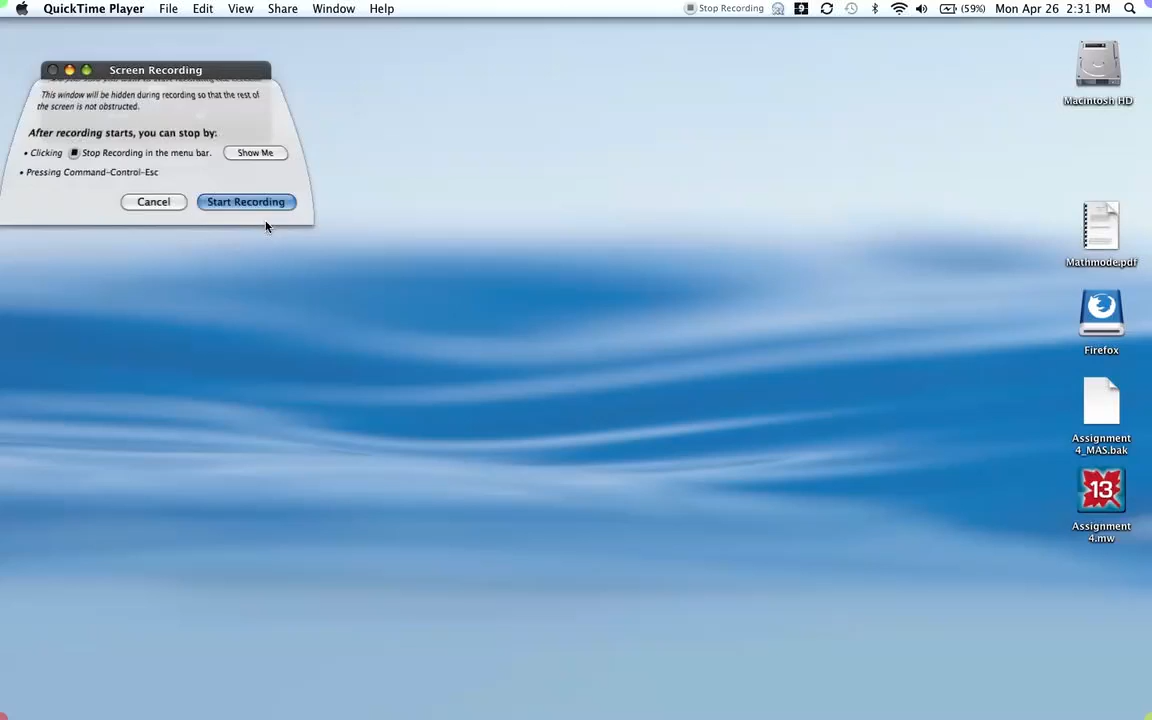 QuickTime Player File Edit View Share Window Help Stop Recording 9 (59%) Mon Apr 26 2:31 PM
Screen Recording
This window will be hidden during recording so that the rest of
the screen is not obstructed.
After recording starts, you can stop by:
• Clicking Stop Recording in the menu bar. Show Me
• Pressing Command-Control-Esc
Cancel Start Recording
Macintosh HD
Mathmode.pdf
Firefox
Assignment
4_MAS.bak
13
Assignment
4.mw